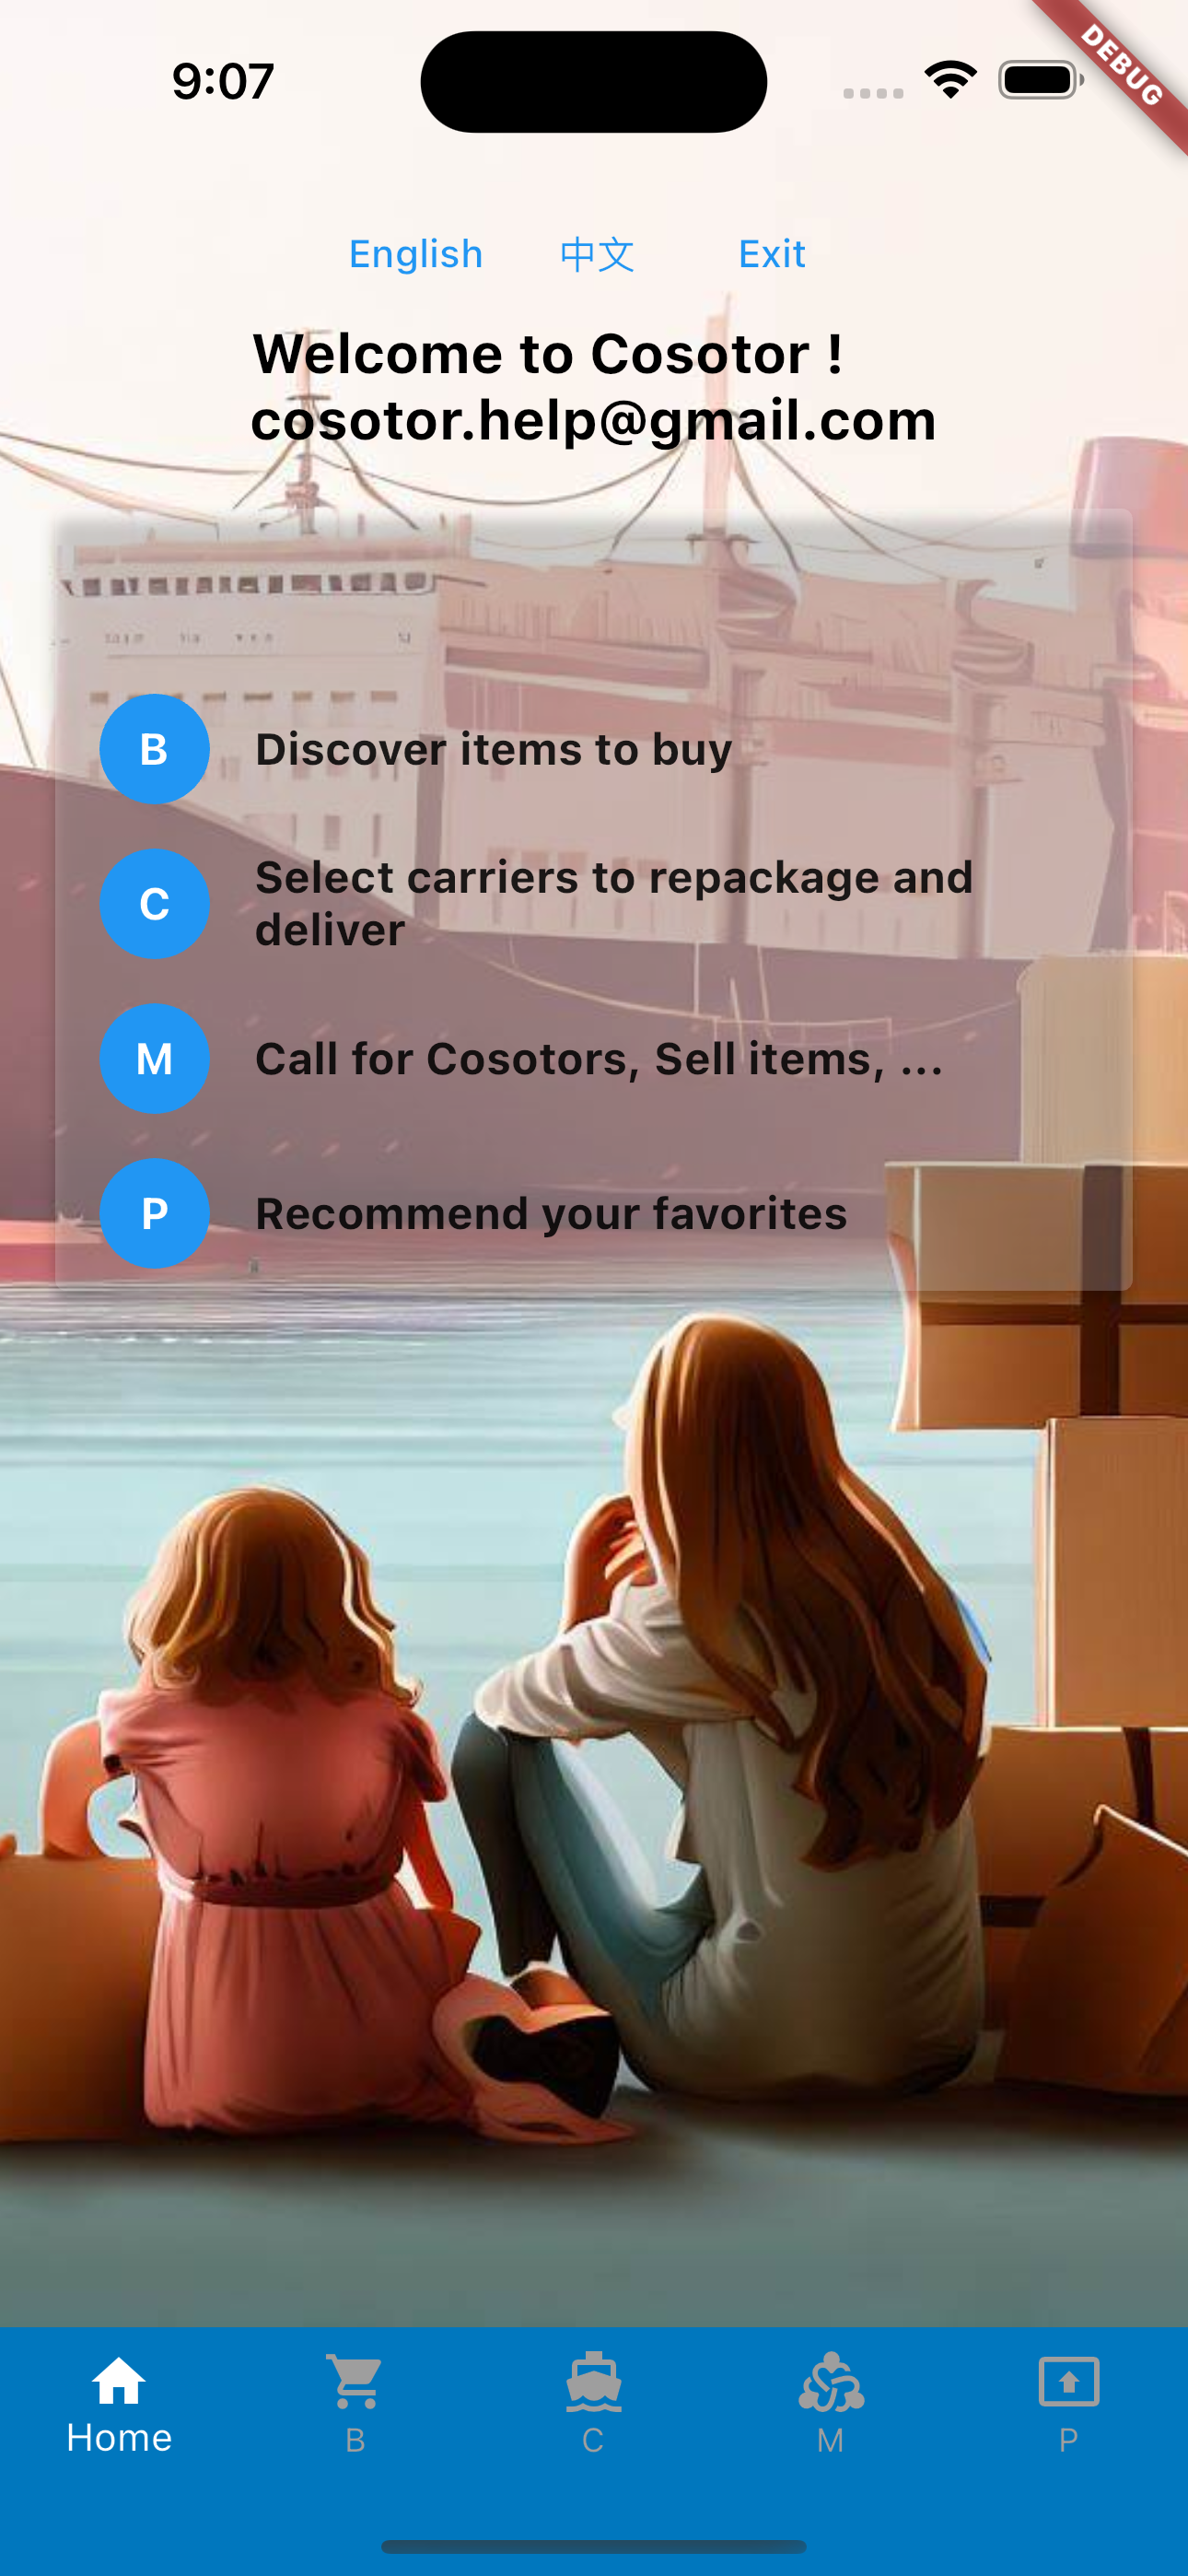 9:07
DEBUG
English 中文 Exit
Welcome to Cosotor !
cosotor.help@gmail.com
B Discover items to buy
C Select carriers to repackage and
deliver
M Call for Cosotors, Sell items, ...
P Recommend your favorites
Home B C M P